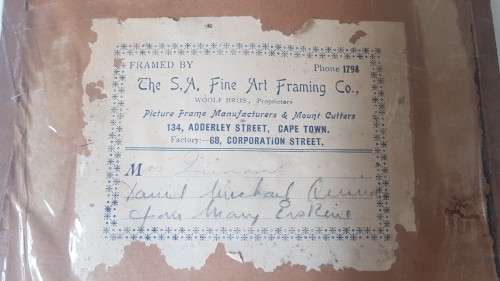 FRAMED BY Phone 1798
The S.A. Fine Art Framing Co.,
WOOLF BROS., Proprietors
Picture Frame Manufacturers & Mount Cutters
134, ADDERLEY STREET, CAPE TOWN.
Factory:—68, CORPORATION STREET.
M
Michael
from Mary Erskine